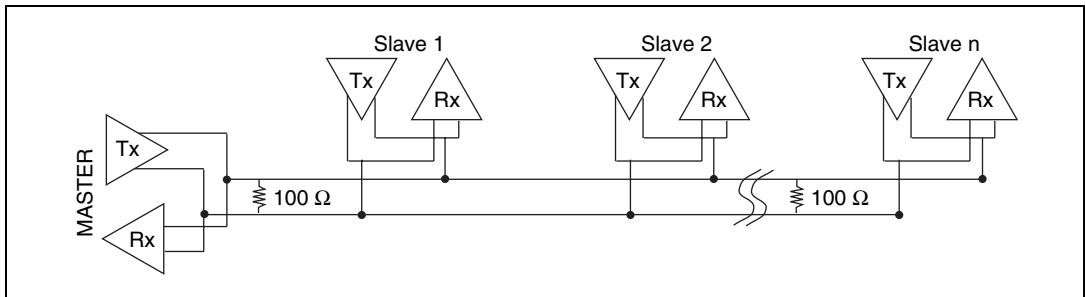 Slave 1
Slave 2
Slave n
Tx
Rx
Tx
Rx
Tx
Rx
MASTER
Tx
Rx
100 Ω
100 Ω